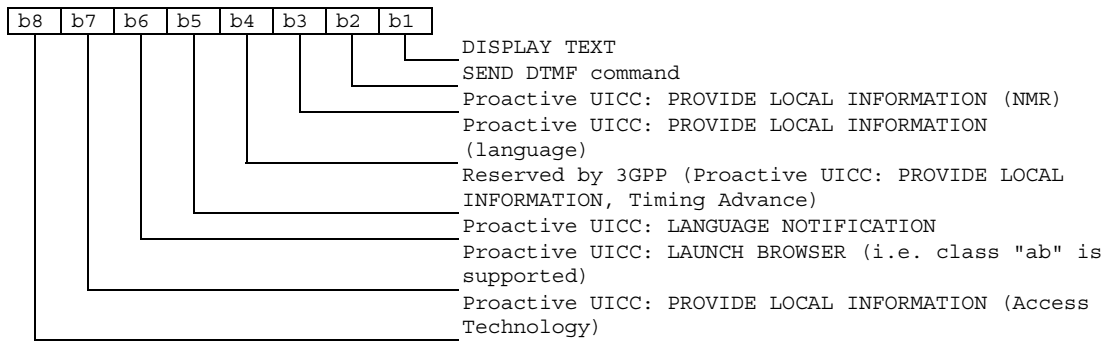 b8 b7 b6 b5 b4 b3 b2 b1
DISPLAY TEXT
SEND DTMF command
Proactive UICC: PROVIDE LOCAL INFORMATION (NMR)
Proactive UICC: PROVIDE LOCAL INFORMATION
(language)
Reserved by 3GPP (Proactive UICC: PROVIDE LOCAL
INFORMATION, Timing Advance)
Proactive UICC: LANGUAGE NOTIFICATION
Proactive UICC: LAUNCH BROWSER (i.e. class "ab" is
supported)
Proactive UICC: PROVIDE LOCAL INFORMATION (Access
Technology)